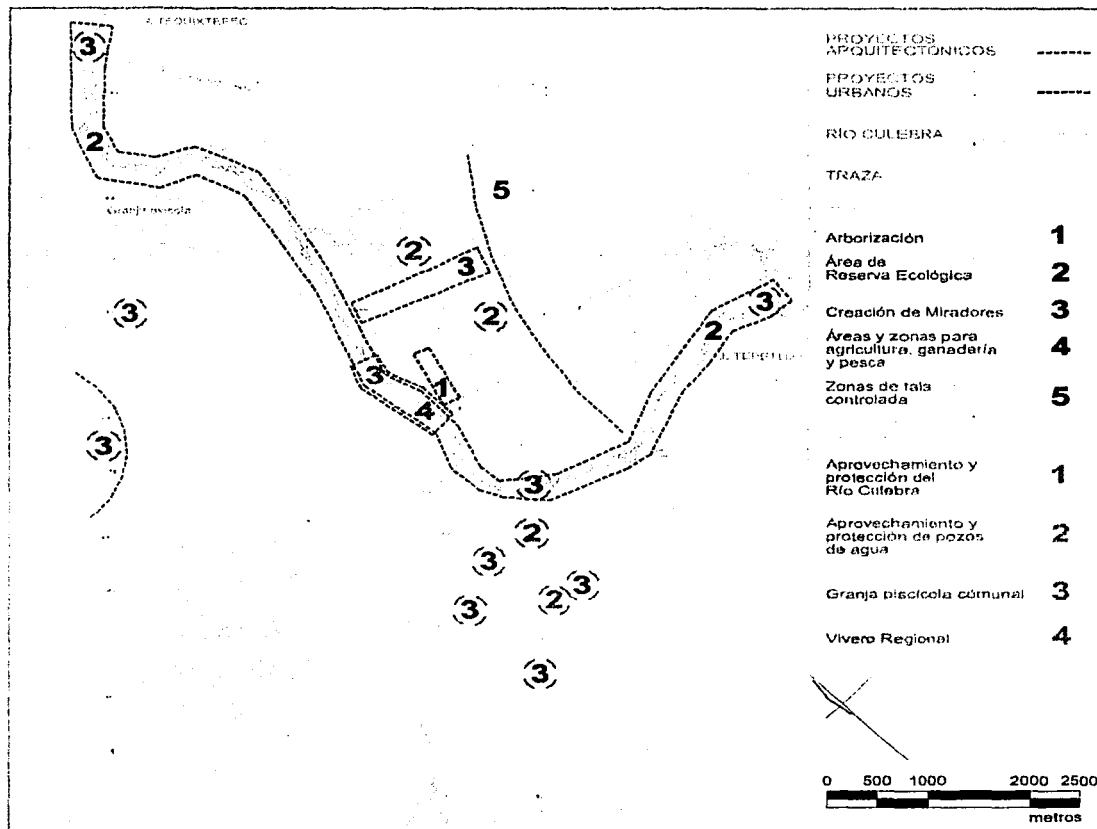 PROYECTOS
ARQUITECTÓNICOS
PROYECTOS
URBANOS
RÍO CULEBRA
TRAZA
Arborización 1
Área de
Reserva Ecológica 2
Creación de Miradores 3
Áreas y zonas para
agricultura, ganadería
y pesca 4
Zonas de tala
controlada 5
Aprovechamiento y
protección del
Río Culebra 1
Aprovechamiento y
protección de pozos
de agua 2
Granja piscícola comunal 3
Vivero Regional 4
0 500 1000 2000 2500
metros
3
2
Granja avícola
5
2
3
3
2
3
2
3
1
4
3
3
2
3
2
3
3
3